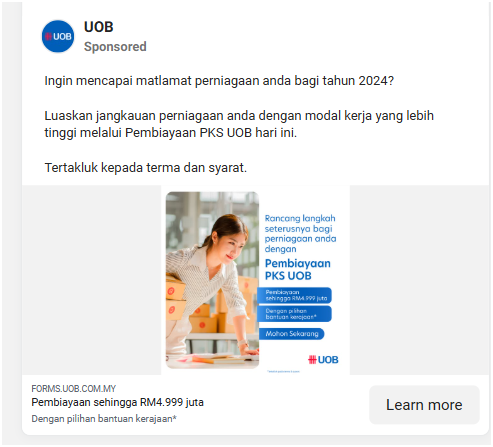 UOB
UOB
Sponsored
Ingin mencapai matlamat perniagaan anda bagi tahun 2024?
Luaskan jangkauan perniagaan anda dengan modal kerja yang lebih
tinggi melalui Pembiayaan PKS UOB hari ini.
Tertakluk kepada terma dan syarat.
Rancang langkah
seterusnya bagi
perniagaan anda
dengan
Pembiayaan
PKS UOB
Pembiayaan
sehingga RM4.999 juta
Dengan pilihan
bantuan kerajaan*
Mohon Sekarang
UOB
FORMS.UOB.COM.MY
Pembiayaan sehingga RM4.999 juta
Dengan pilihan bantuan kerajaan*
Learn more